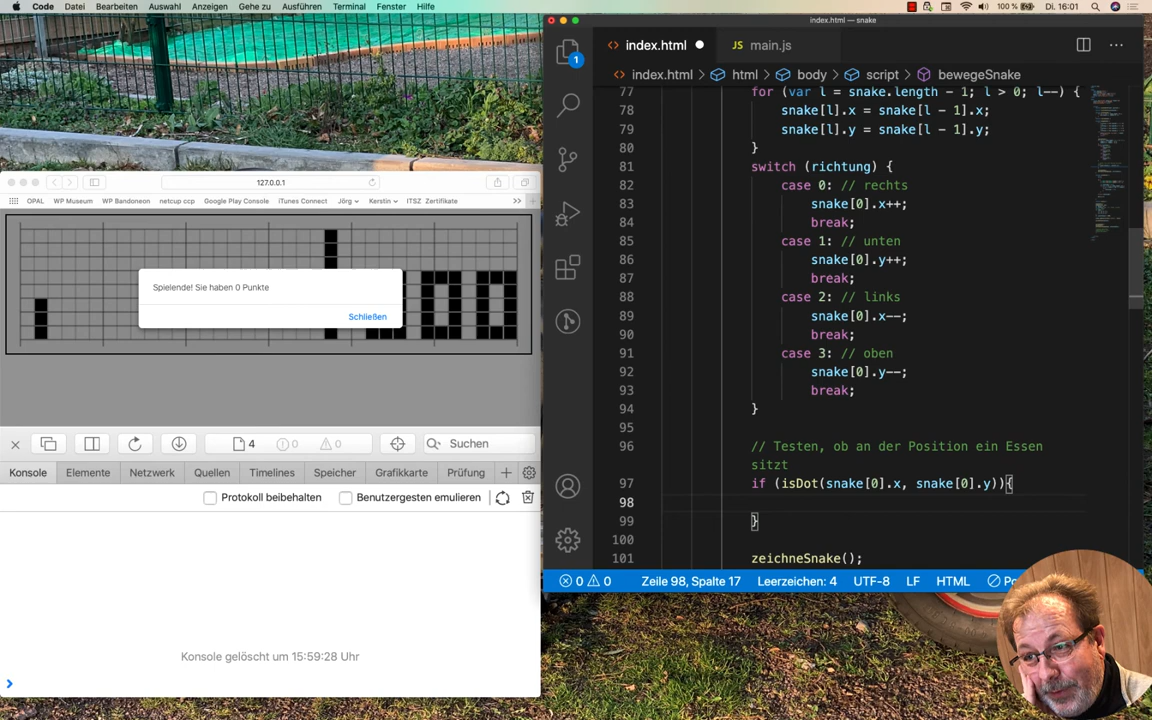 Code Datei Bearbeiten Auswahl Anzeigen Gehe zu Ausführen Terminal Fenster Hilfe 100 % Di. 16:01
index.html — snake
index.html
JS main.js
index.html > html > body > script > bewegeSnake
1
77 for (var l = snake.length - 1; l > 0; l--) {
78 snake[l].x = snake[l - 1].x;
79 snake[l].y = snake[l - 1].y;
80 }
81 switch (richtung) {
82 case 0: // rechts
83 snake[0].x++;
84 break;
85 case 1: // unten
86 snake[0].y++;
87 break;
88 case 2: // links
89 snake[0].x--;
90 break;
91 case 3: // oben
92 snake[0].y--;
93 break;
94 }
95
96 // Testen, ob an der Position ein Essen
sitzt
97 if (isDot(snake[0].x, snake[0].y)){
98
99 }
100
101 zeichneSnake();
0 0 Zeile 98, Spalte 17 Leerzeichen: 4 UTF-8 LF HTML
127.0.0.1
OPAL WP Museum WP Bandoneon netcup ccp Google Play Console iTunes Connect Jörg Kerstin ITSZ Zertifikate >>
Spielende! Sie haben 0 Punkte
Schließen
4 0 0 Suchen
Konsole Elemente Netzwerk Quellen Timelines Speicher Grafikkarte Prüfung
Protokoll beibehalten Benutzergesten emulieren
Konsole gelöscht um 15:59:28 Uhr